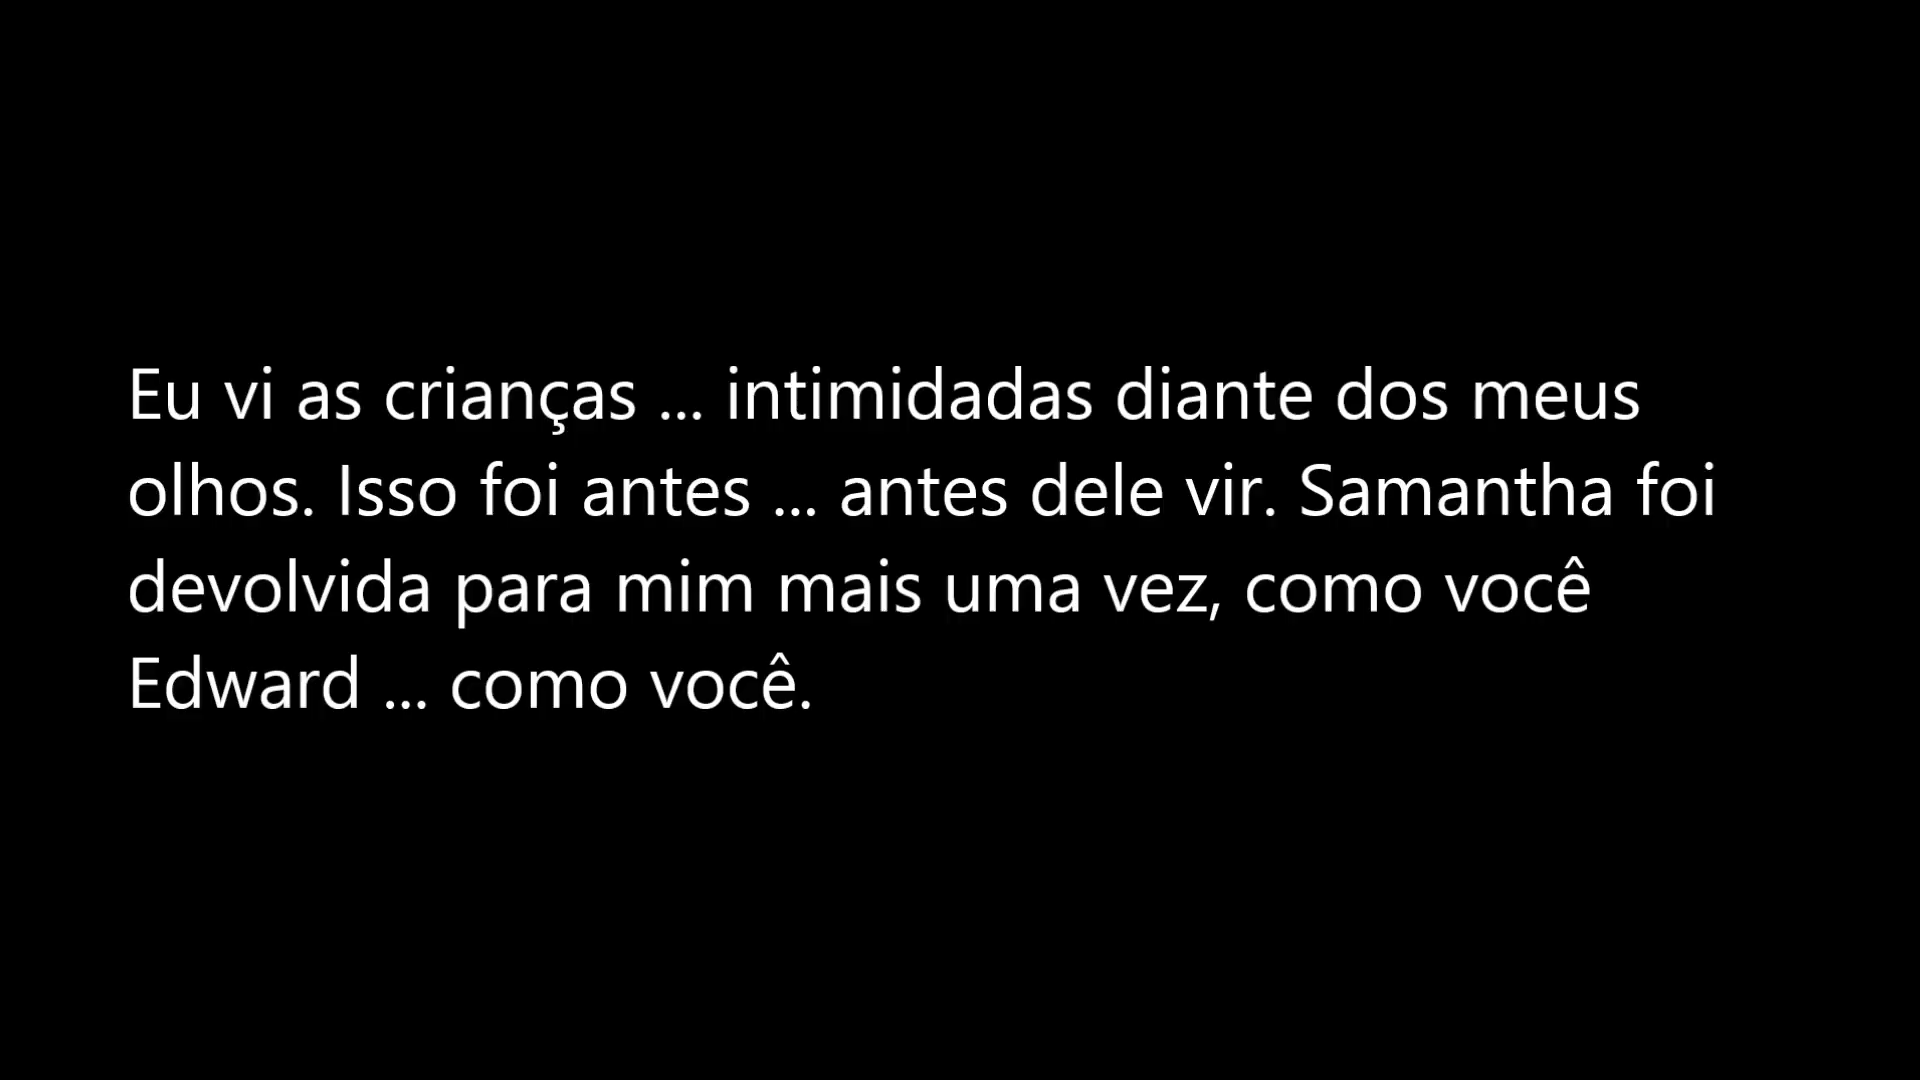 Eu vi as crianças ... intimidadas diante dos meus
olhos. Isso foi antes ... antes dele vir. Samantha foi
devolvida para mim mais uma vez, como você
Edward ... como você.